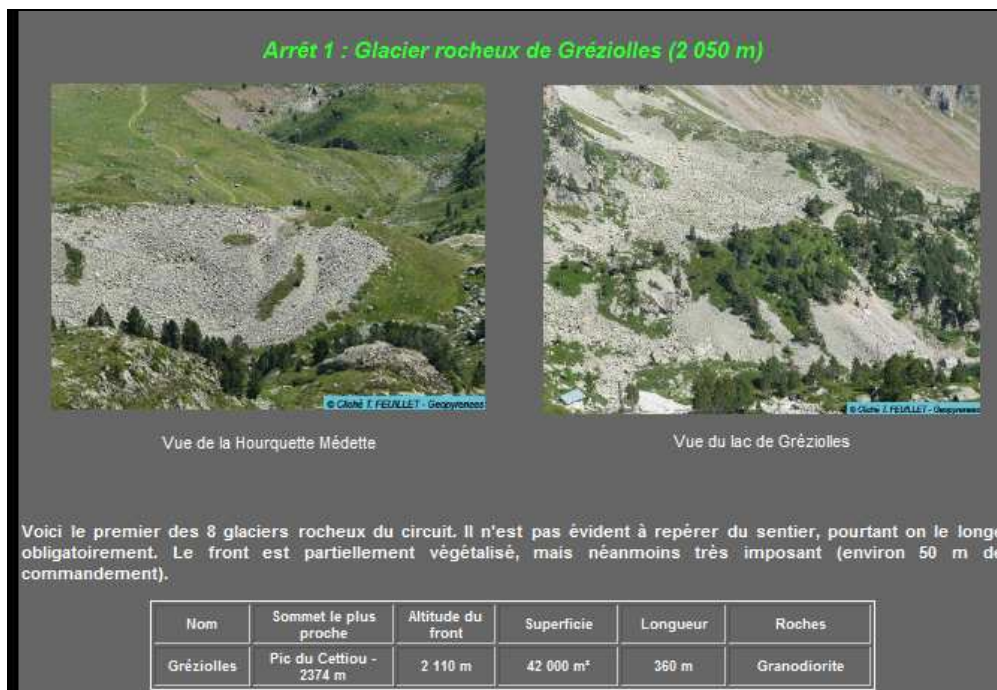 Arrêt 1 : Glacier rocheux de Gréziolles (2 050 m)
© Cliché T. FEUILLET - Geopyrenees
© Cliché T. FEUILLET - Geopyrenees
Vue de la Hourquette Médette
Vue du lac de Gréziolles
Voici le premier des 8 glaciers rocheux du circuit. Il n'est pas évident à repérer du sentier, pourtant on le longe
obligatoirement. Le front est partiellement végétalisé, mais néanmoins très imposant (environ 50 m de
commandement).
Nom
Sommet le plus
proche
Altitude du
front
Superficie
Longueur
Roches
Gréziolles
Pic du Cettiou -
2374 m
2 110 m
42 000 m²
360 m
Granodiorite